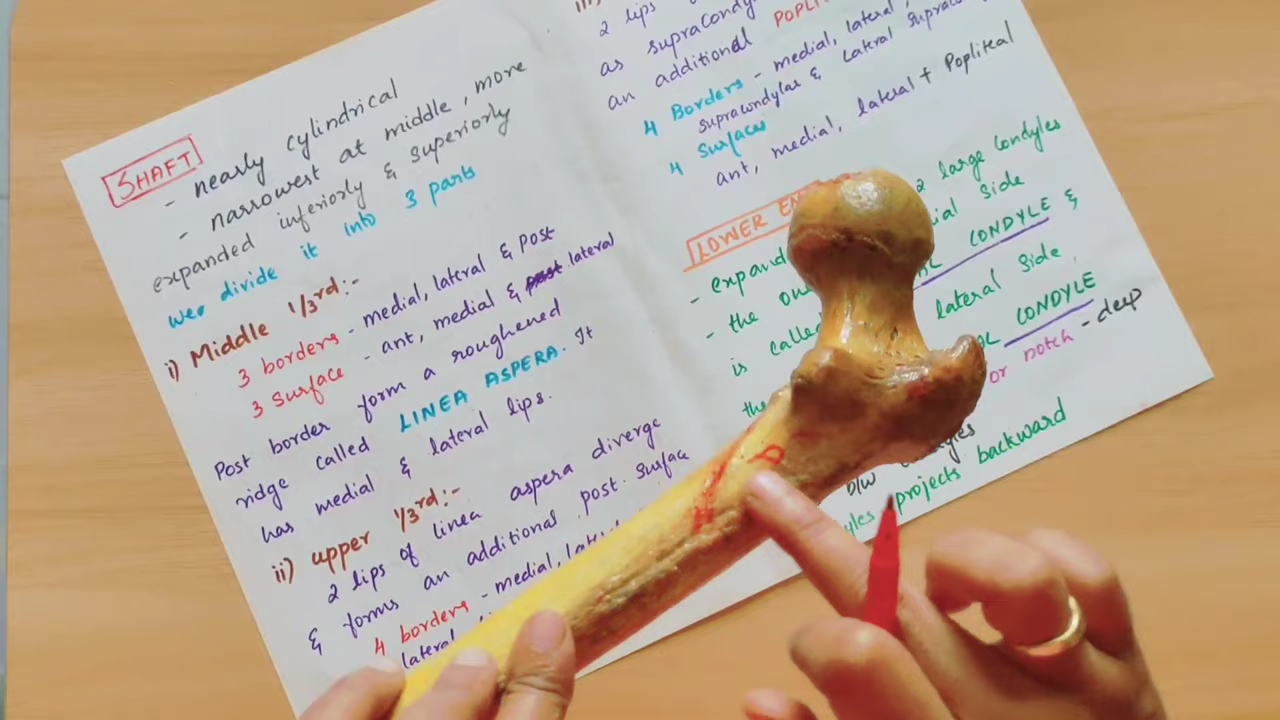 SHAFT
- nearly cylindrical
- narrowest at middle, more
expanded inferiorly & superiorly
wer divide it into 3 parts
i) Middle 1/3rd:-
3 borders - medial, lateral & Post
3 Surface - ant, medial & post lateral
Post border form a roughened
ridge called LINEA ASPERA. It
has medial & lateral lips.
ii) upper 1/3rd:-
2 lips of linea aspera diverge
& forms an additional post. surface
4 borders - medial,
lateral
2 lips
as
an additional
4 Borders - medial, lateral,
supracondylar & Lateral
4 Surfaces
ant, medial, lateral + Popliteal
LOWER
-
2 large Condyles
- the
side
is called
CONDYLE &
the
lateral side,
CONDYLE
or notch - deep
b/w
projects backward